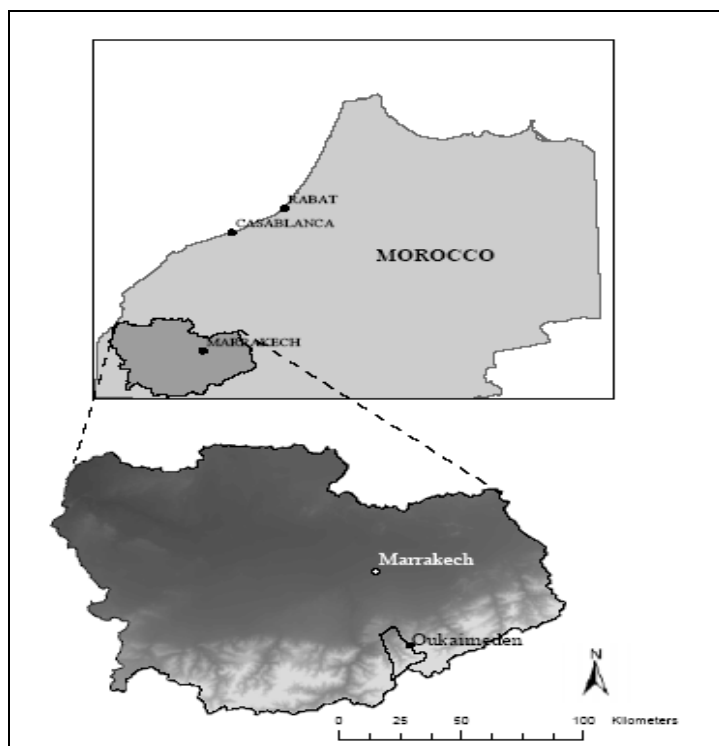 RABAT
CASABLANCA
MOROCCO
MARRAKECH
Marrakech
Oukaimeden
N
0 25 50 100 Kilometers